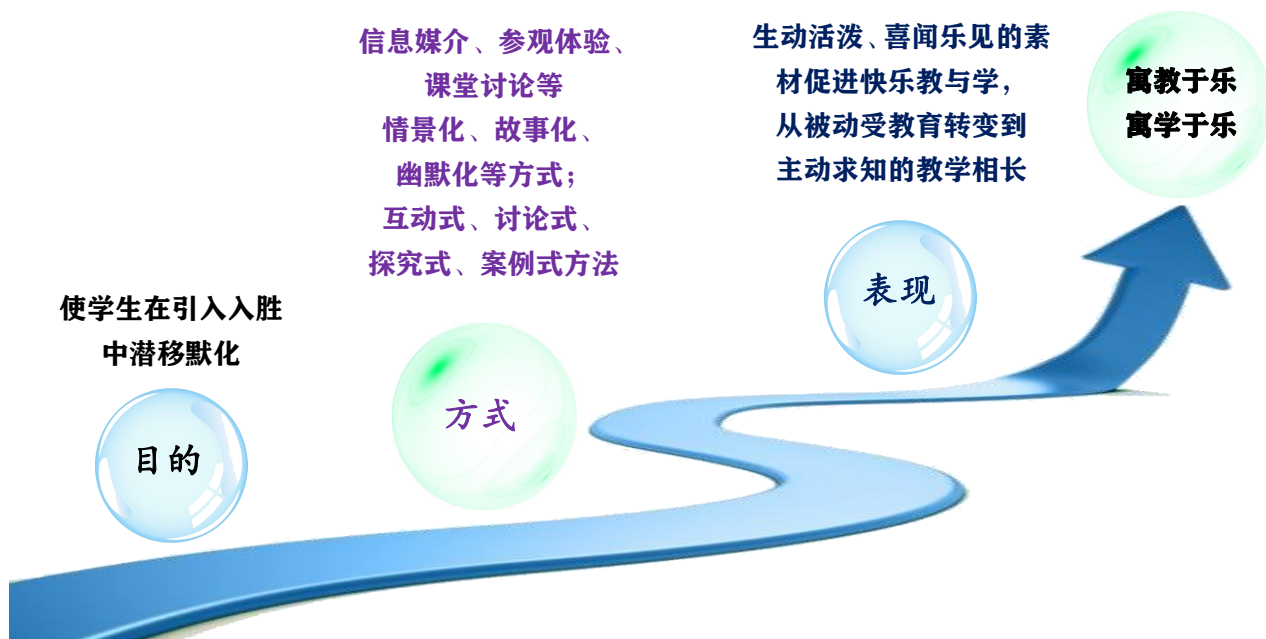 使学生在引入入胜
中潜移默化
目的
信息媒介、参观体验、
课堂讨论等
情景化、故事化、
幽默化等方式；
互动式、讨论式、
探究式、案例式方法
方式
生动活泼、喜闻乐见的素
材促进快乐教与学，
从被动受教育转变到
主动求知的教学相长
表现
寓教于乐
寓学于乐